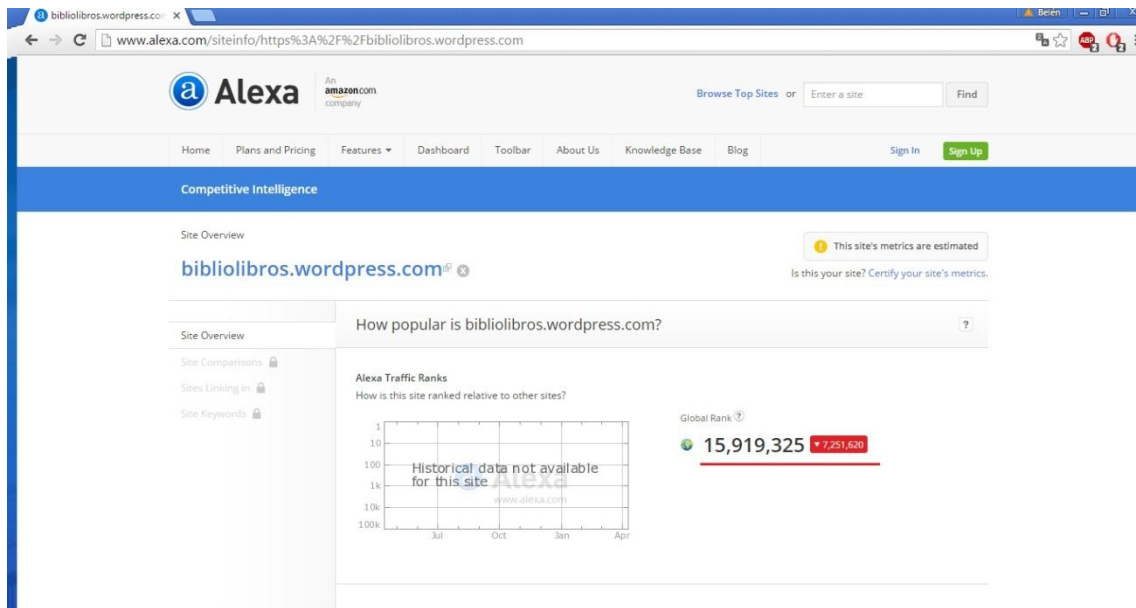 bibliolibros.wordpress.con
Belén
www.alexa.com/siteinfo/https%3A%2F%2Fbibliolibros.wordpress.com
ABP
2
2
a Alexa
An
amazon.com
company
Browse Top Sites or Enter a site Find
Home Plans and Pricing Features Dashboard Toolbar About Us Knowledge Base Blog Sign In Sign Up
Competitive Intelligence
Site Overview
This site's metrics are estimated
bibliolibros.wordpress.com
Is this your site? Certify your site's metrics.
Site Overview
Site Comparisons
Sites Linking in
Site Keywords
How popular is bibliolibros.wordpress.com? ?
Alexa Traffic Ranks
How is this site ranked relative to other sites?
1
10
100
1k
10k
100k
Historical data not available
for this site
Alexa
www.alexa.com
Jul Oct Jan Apr
Global Rank ?
15,919,325 ▼7,251,620